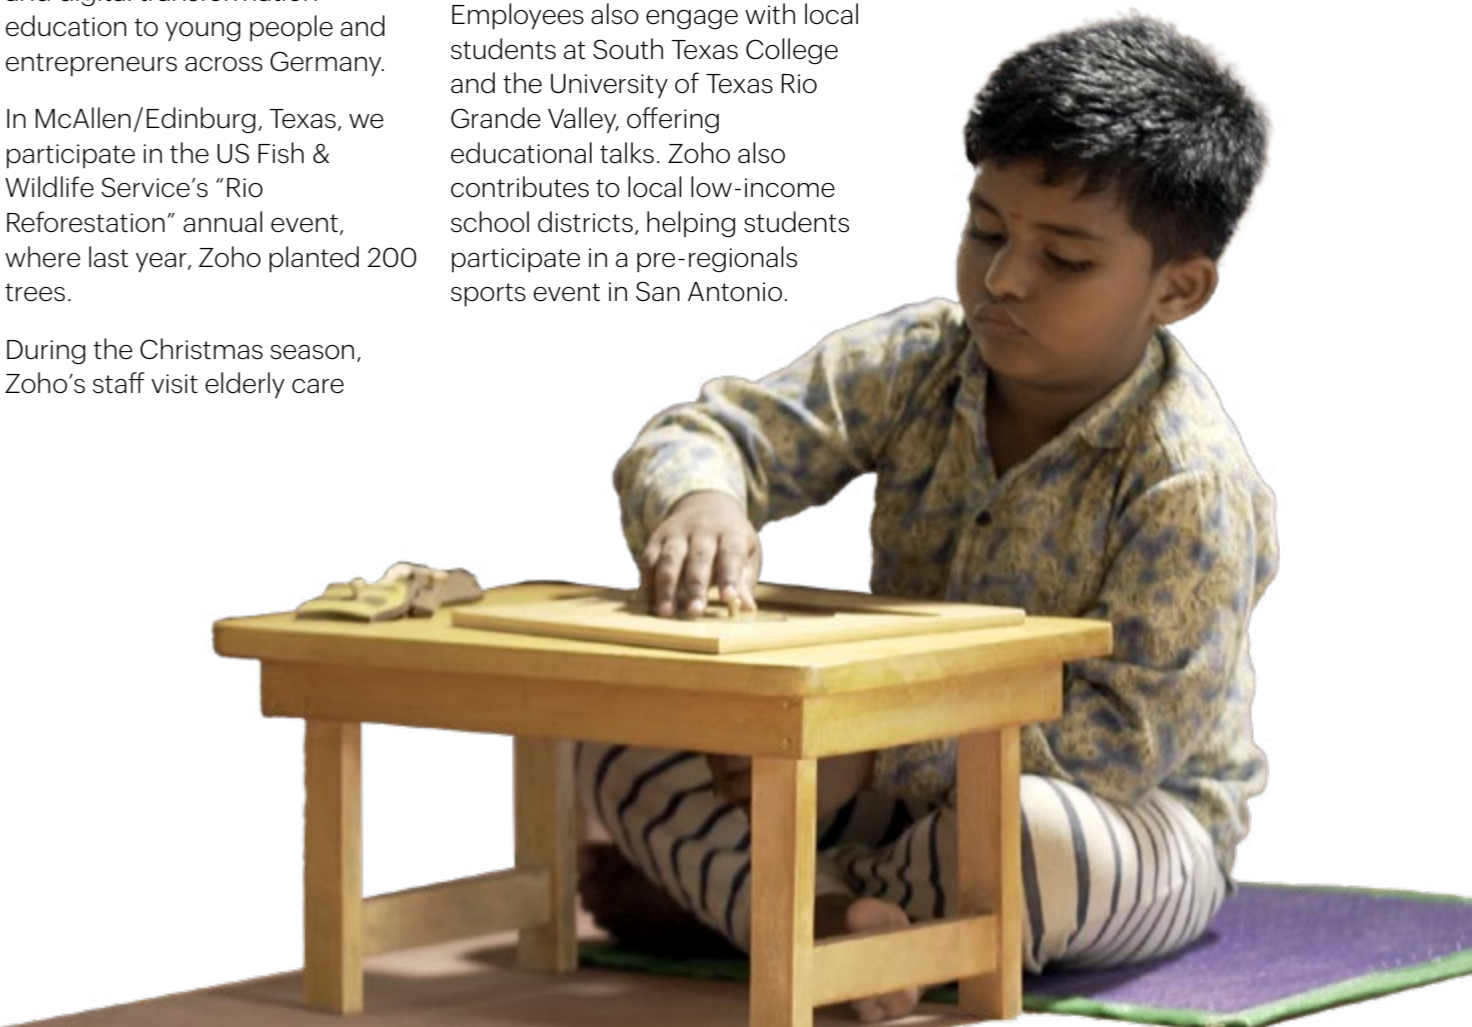 and digital transformation
education to young people and
entrepreneurs across Germany.
In McAllen/Edinburg, Texas, we
participate in the US Fish &
Wildlife Service’s “Rio
Reforestation” annual event,
where last year, Zoho planted 200
trees.
During the Christmas season,
Zoho’s staff visit elderly care
Employees also engage with local
students at South Texas College
and the University of Texas Rio
Grande Valley, offering
educational talks. Zoho also
contributes to local low-income
school districts, helping students
participate in a pre-regionals
sports event in San Antonio.